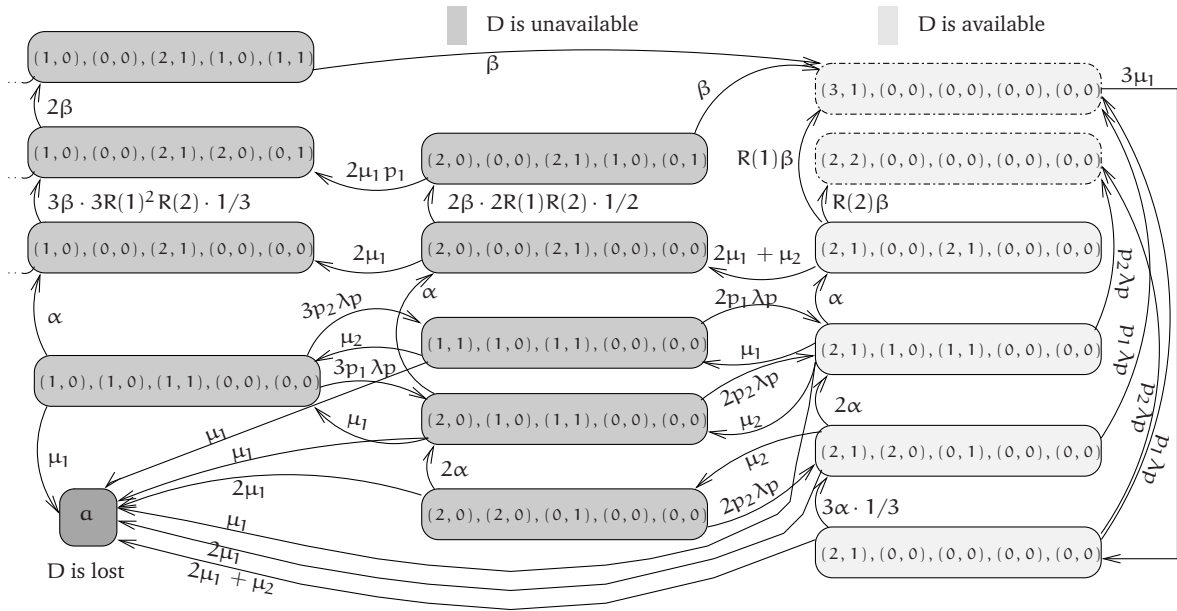 D is unavailable
D is available
(1,0),(0,0),(2,1),(1,0),(1,1)
β
β
(3,1),(0,0),(0,0),(0,0),(0,0)
3μ₁
2β
(1,0),(0,0),(2,1),(2,0),(0,1)
2μ₁p₁
(2,0),(0,0),(2,1),(1,0),(0,1)
R(1)β
(2,2),(0,0),(0,0),(0,0),(0,0)
3β · 3R(1)²R(2) · 1/3
2β · 2R(1)R(2) · 1/2
R(2)β
(1,0),(0,0),(2,1),(0,0),(0,0)
2μ₁
(2,0),(0,0),(2,1),(0,0),(0,0)
2μ₁ + μ₂
(2,1),(0,0),(2,1),(0,0),(0,0)
p₂λp
α
3p₂λp
α
2p₁λp
α
(1,1),(1,0),(1,1),(0,0),(0,0)
μ₂
μ₁
(2,1),(1,0),(1,1),(0,0),(0,0)
p₁λp
(1,0),(1,0),(1,1),(0,0),(0,0)
3p₁λp
2p₂λp
μ₁
(2,0),(1,0),(1,1),(0,0),(0,0)
μ₂
2α
p₂λp
μ₁
μ₁
μ₁
2μ₁
2α
μ₂
(2,1),(2,0),(0,1),(0,0),(0,0)
p₁λp
2p₂λp
a
μ₁
(2,0),(2,0),(0,1),(0,0),(0,0)
3α · 1/3
2μ₁
2μ₁ + μ₂
(2,1),(0,0),(0,0),(0,0),(0,0)
D is lost